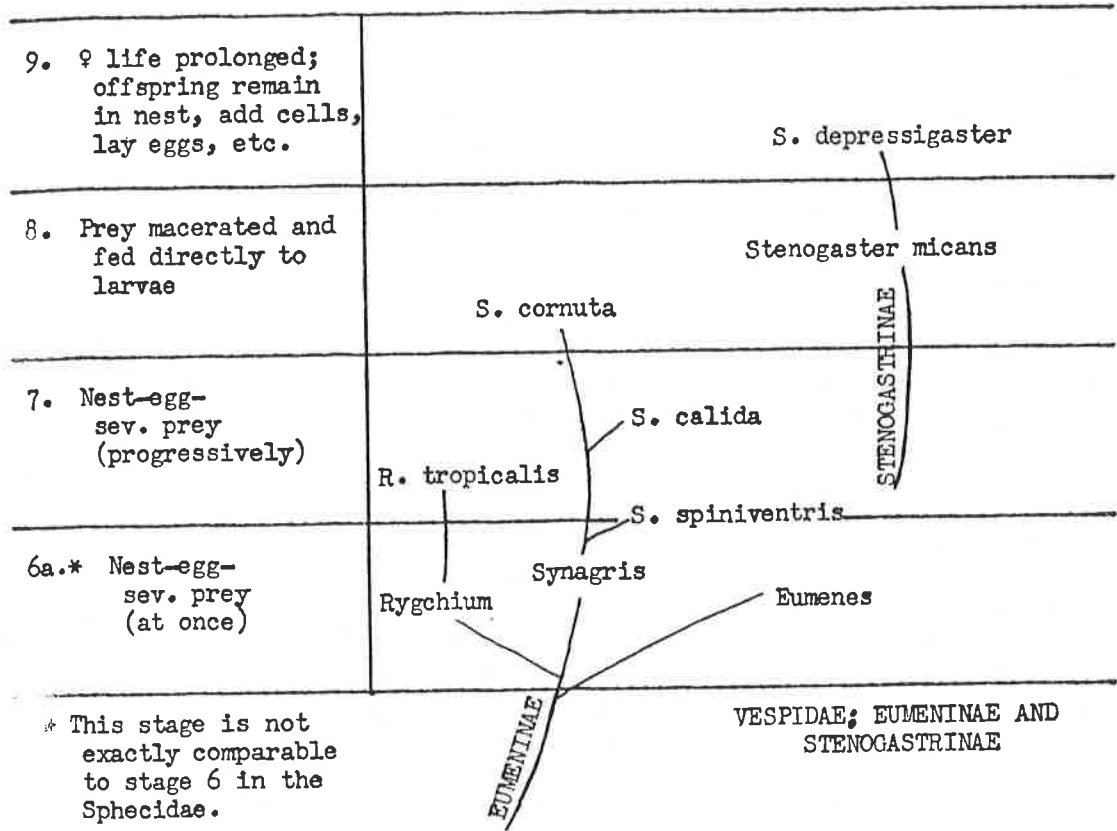 9. ♀ life prolonged;
offspring remain
in nest, add cells,
lay eggs, etc.
S. depressigaster
8. Prey macerated and
fed directly to
larvae
Stenogaster micans
S. cornuta
STENOGASTRINAE
7. Nest-egg-
sev. prey
(progressively)
S. calida
R. tropicalis
S. spiniventris
6a.* Nest-egg-
sev. prey
(at once)
Synagris
Rygchium
Eumenes
EUMENINAE
* This stage is not
exactly comparable
to stage 6 in the
Sphecidae.
VESPIDAE; EUMENINAE AND
STENOGASTRINAE